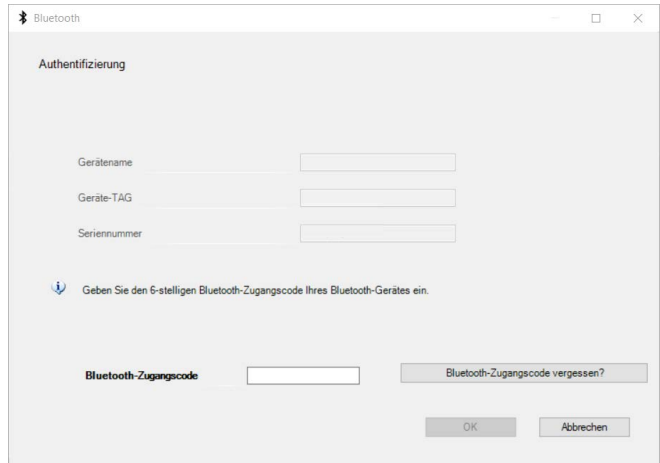 Bluetooth
Authentifizierung
Gerätename
Geräte-TAG
Seriennummer
Geben Sie den 6-stelligen Bluetooth-Zugangscode Ihres Bluetooth-Gerätes ein.
Bluetooth-Zugangscode
Bluetooth-Zugangscode vergessen?
OK
Abbrechen